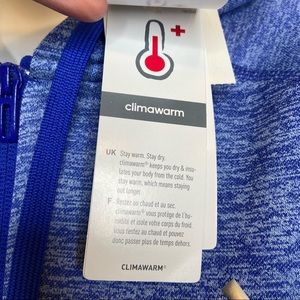 climawarm
UK Stay warm. Stay dry.
climawarm® keeps you dry & insu-
lates your body from the cold. You
stay warm, which means staying
out longer.
F Restez au chaud et au sec.
climawarm® vous protège de l'hu-
midité et isole votre corps du froid.
Vous restez au chaud et pouvez
donc passer plus de temps dehors.
CLIMAWARM®